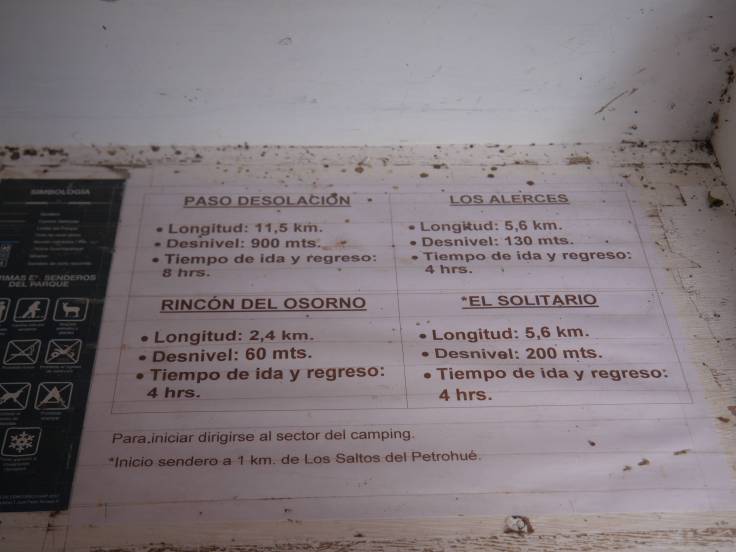 SIMBOLOGÍA
SENDEROS
DEL PARQUE
PASO DESOLACIÓN
• Longitud: 11,5 km.
• Desnivel: 900 mts.
• Tiempo de ida y regreso:
8 hrs.
LOS ALERCES
• Longitud: 5,6 km.
• Desnivel: 130 mts.
• Tiempo de ida y regreso:
4 hrs.
RINCÓN DEL OSORNO
• Longitud: 2,4 km.
• Desnivel: 60 mts.
• Tiempo de ida y regreso:
4 hrs.
*EL SOLITARIO
• Longitud: 5,6 km.
• Desnivel: 200 mts.
• Tiempo de ida y regreso:
4 hrs.
Para iniciar dirigirse al sector del camping.
*Inicio sendero a 1 km. de Los Saltos del Petrohué.